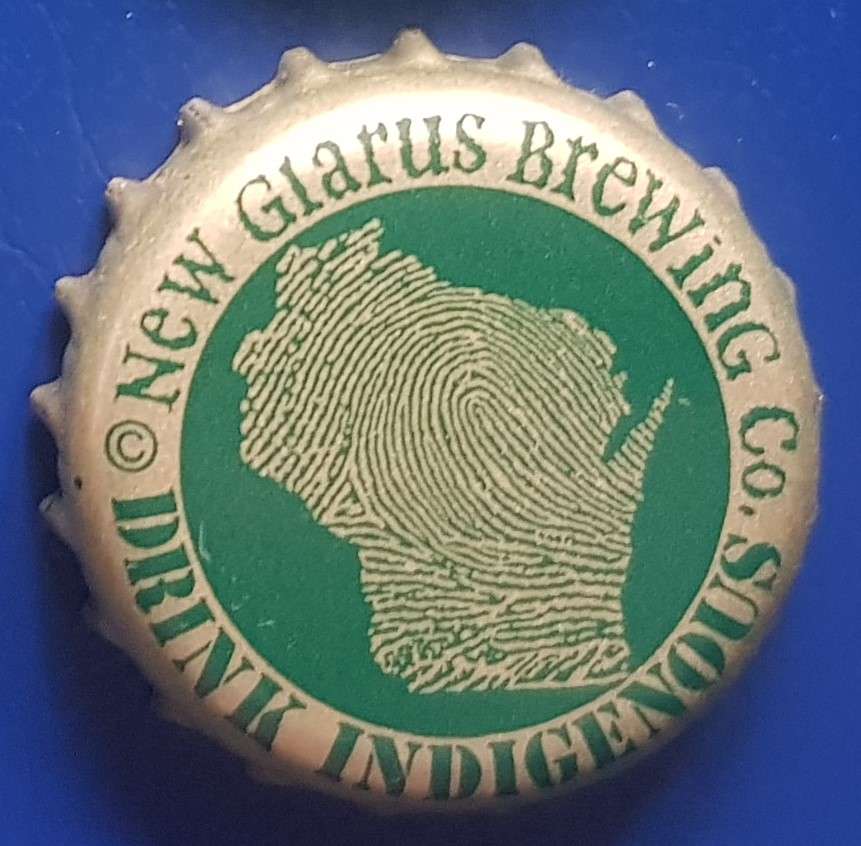 © New Glarus Brewing Co.
DRINK INDIGENOUS